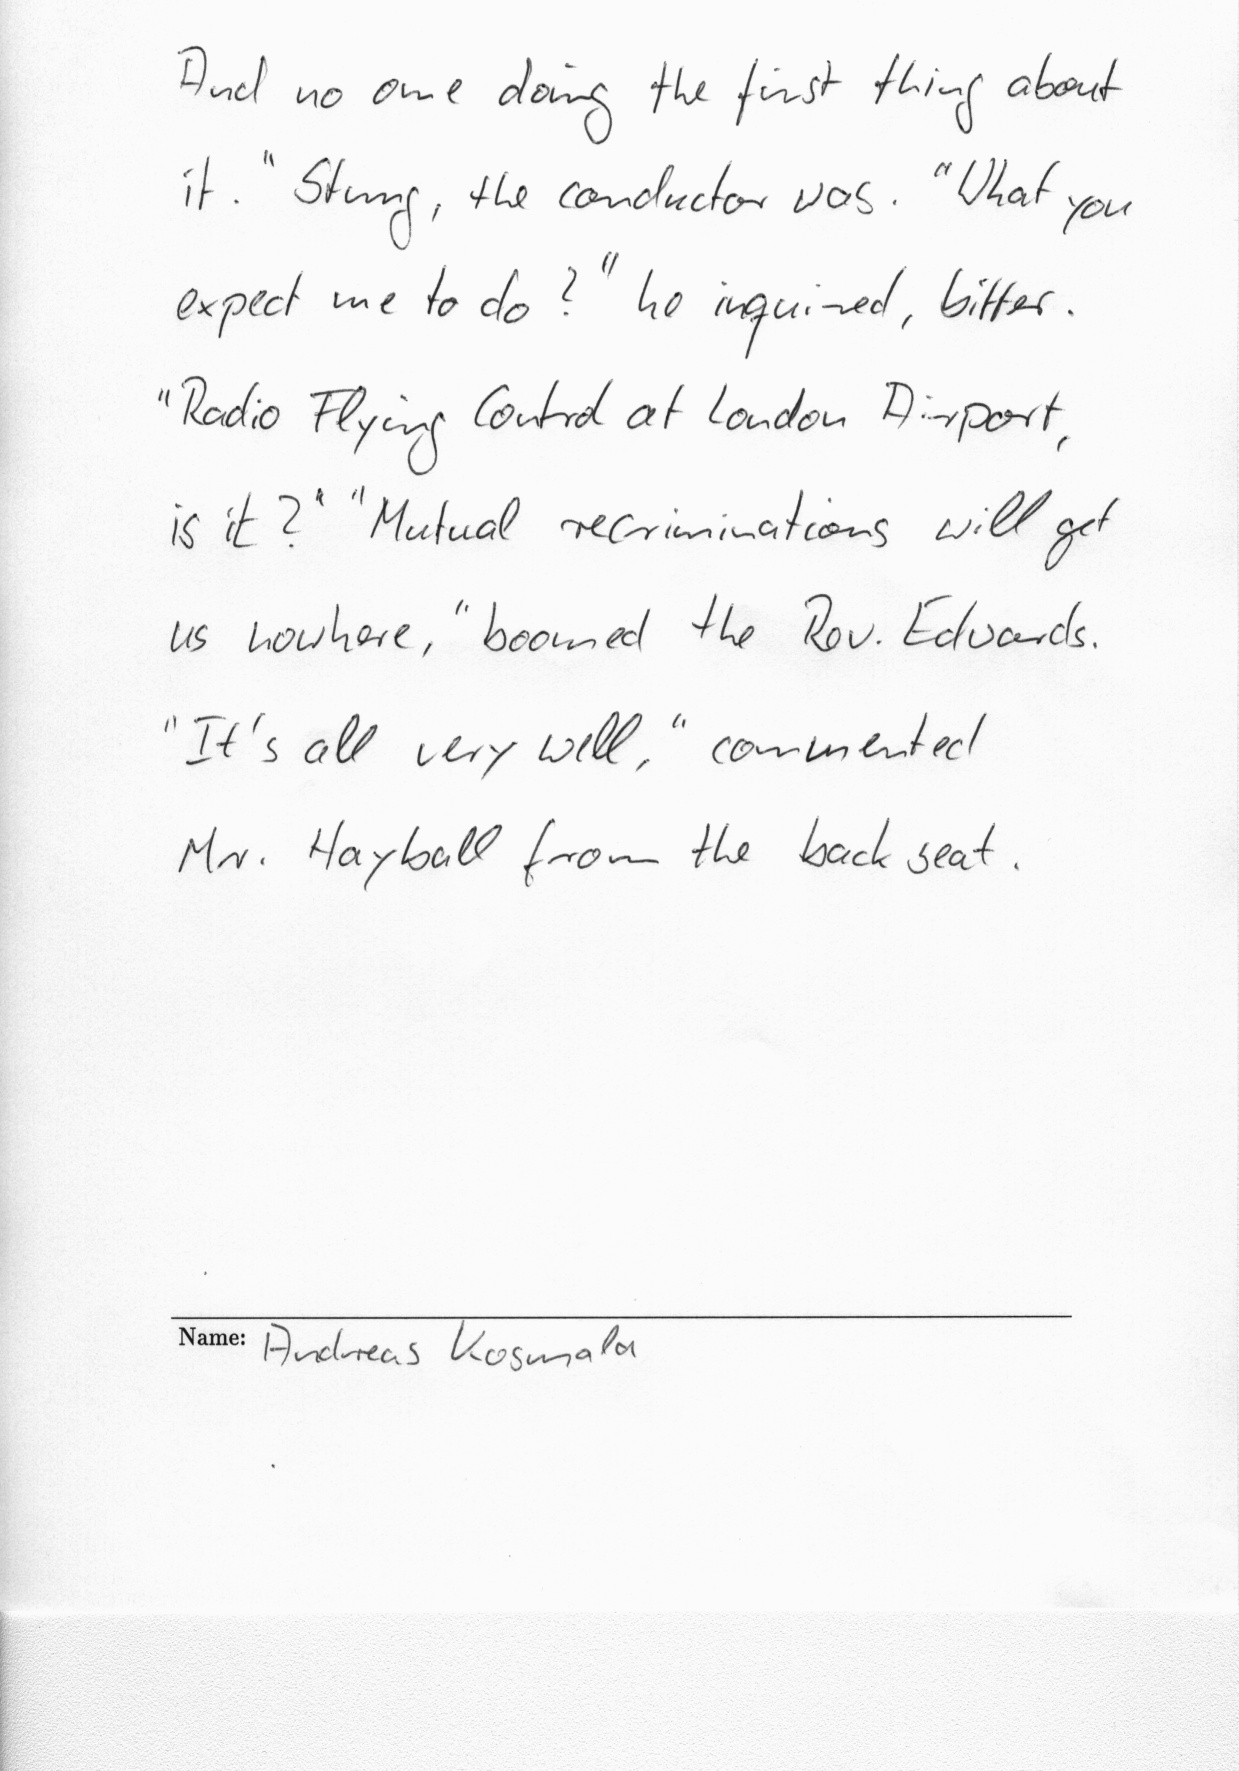 And no one doing the first thing about
it." Stung, the conductor was. "What you
expect me to do?" he inquired, bitter.
"Radio Flying Control at London Airport,
is it?" "Mutual recriminations will get
us nowhere," boomed the Rev. Edwards.
"It's all very well," commented
Mr. Hayball from the back seat.
Name: Andreas Kosmala